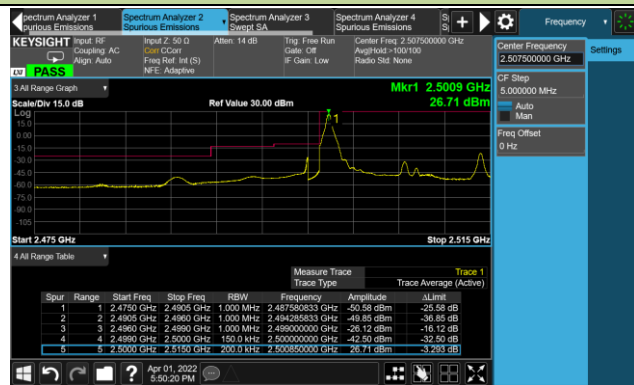 Spectrum Analyzer 1
Spurious Emissions
Spectrum Analyzer 2
Spurious Emissions
Spectrum Analyzer 3
Swept SA
Spectrum Analyzer 4
Spurious Emissions
Frequency
KEYSIGHT
Input: RF
Coupling: AC
Align: Auto
Input Z: 50 Ω
Corr CCorr
Freq Ref: Int (S)
NFE: Adaptive
Atten: 14 dB
Trig: Free Run
Gate: Off
IF Gain: Low
Center Freq: 2.507500000 GHz
Avg|Hold:>100/100
Radio Std: None
LXI PASS
Center Frequency
2.507500000 GHz
Settings
CF Step
5.000000 MHz
Auto
Man
Freq Offset
0 Hz
3 All Range Graph
Mkr1 2.5009 GHz
Scale/Div 15.0 dB
Ref Value 30.00 dBm
26.71 dBm
Log
15.0
0.00
-15.0
-30.0
-45.0
-60.0
-75.0
-90.0
-105
1
Start 2.475 GHz
Stop 2.515 GHz
4 All Range Table
Measure Trace Trace 1
Trace Type Trace Average (Active)
Spur Range Start Freq Stop Freq RBW Frequency Amplitude ΔLimit
1 1 2.4750 GHz 2.4905 GHz 1.000 MHz 2.487580833 GHz -50.58 dBm -25.58 dB
2 2 2.4905 GHz 2.4960 GHz 1.000 MHz 2.494285833 GHz -49.85 dBm -36.85 dB
3 3 2.4960 GHz 2.4990 GHz 1.000 MHz 2.499000000 GHz -26.12 dBm -16.12 dB
4 4 2.4990 GHz 2.5000 GHz 150.0 kHz 2.500000000 GHz -42.50 dBm -32.50 dB
5 5 2.5000 GHz 2.5150 GHz 200.0 kHz 2.500850000 GHz 26.71 dBm -3.293 dB
Apr 01, 2022
5:50:20 PM